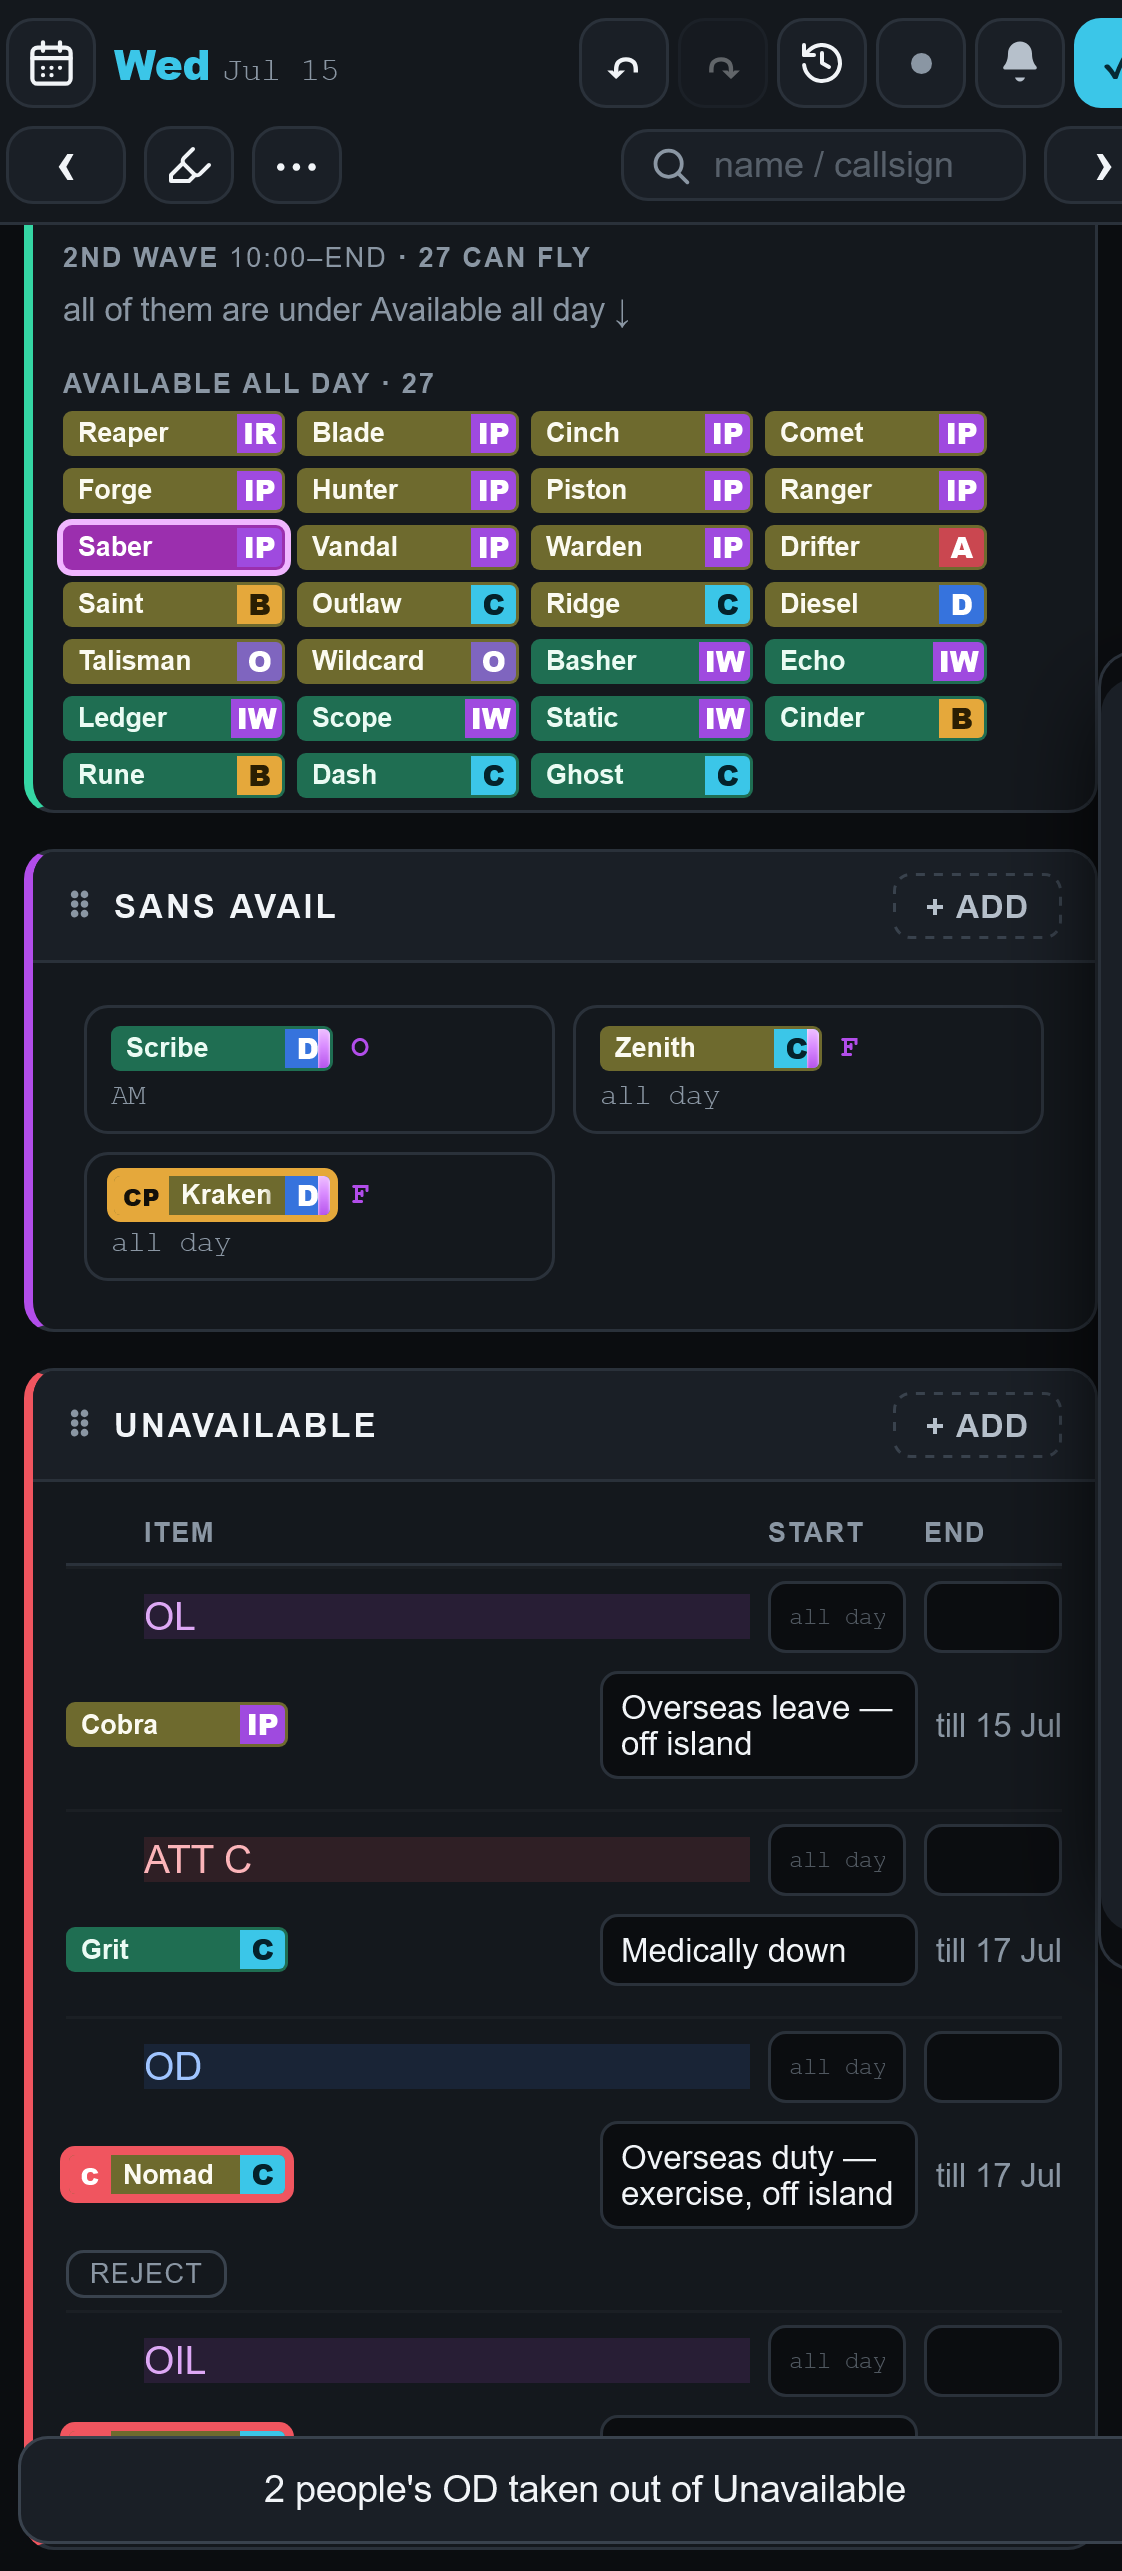 Wed Jul 15
name / callsign
2ND WAVE 10:00–END · 27 CAN FLY
all of them are under Available all day ↓
AVAILABLE ALL DAY · 27
Reaper IR Blade IP Cinch IP Comet IP
Forge IP Hunter IP Piston IP Ranger IP
Saber IP Vandal IP Warden IP Drifter A
Saint B Outlaw C Ridge C Diesel D
Talisman O Wildcard O Basher IW Echo IW
Ledger IW Scope IW Static IW Cinder B
Rune B Dash C Ghost C
SANS AVAIL + ADD
Scribe D O Zenith C F
AM all day
CP Kraken D F
all day
UNAVAILABLE + ADD
ITEM START END
OL all day
Cobra IP Overseas leave —
off island till 15 Jul
ATT C all day
Grit C Medically down till 17 Jul
OD all day
C Nomad C Overseas duty —
exercise, off island till 17 Jul
REJECT
OIL all day
2 people's OD taken out of Unavailable